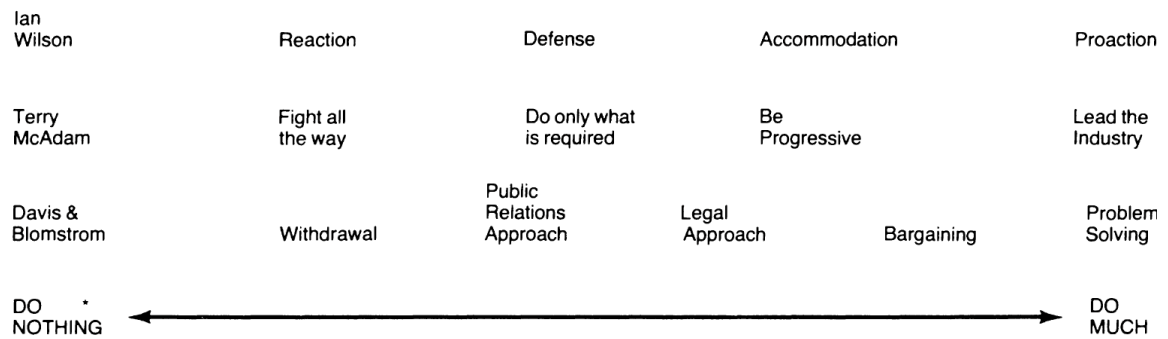 Ian
Wilson Reaction Defense Accommodation Proaction
Terry Fight all Do only what Be Lead the
McAdam the way is required Progressive Industry
Public
Davis & Relations Legal Problem
Blomstrom Withdrawal Approach Approach Bargaining Solving
DO * DO
NOTHING MUCH